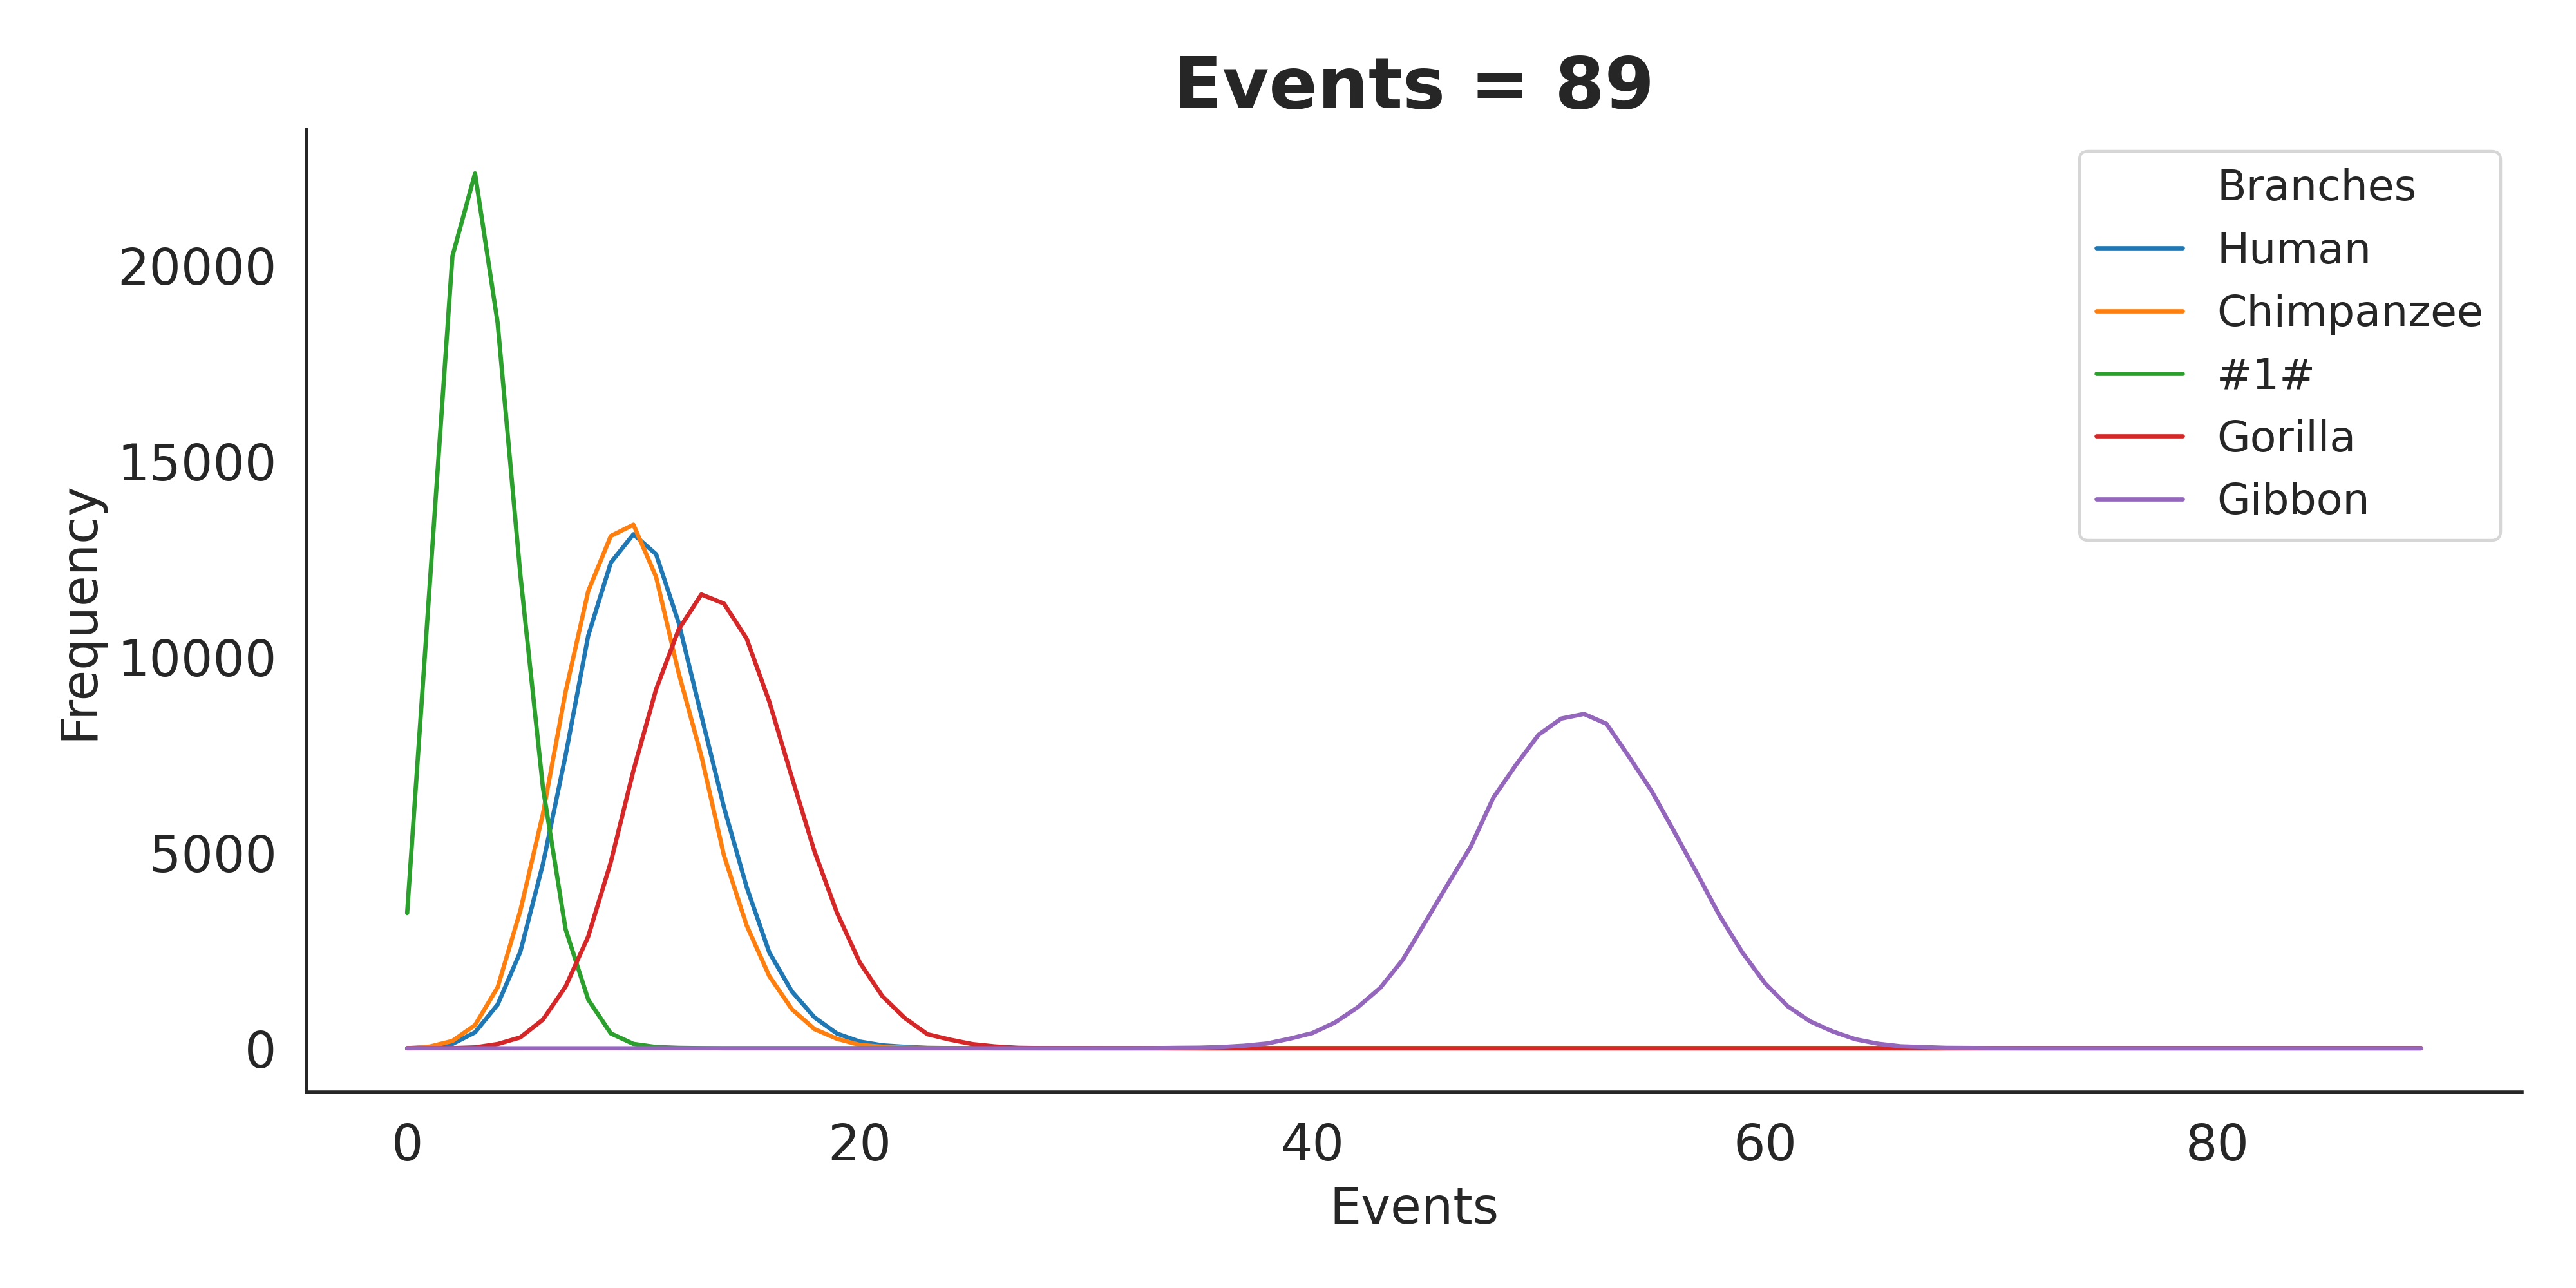 Events = 89
Branches
Human
Chimpanzee
#1#
Gorilla
Gibbon
Frequency
20000
15000
10000
5000
0
0 20 40 60 80
Events